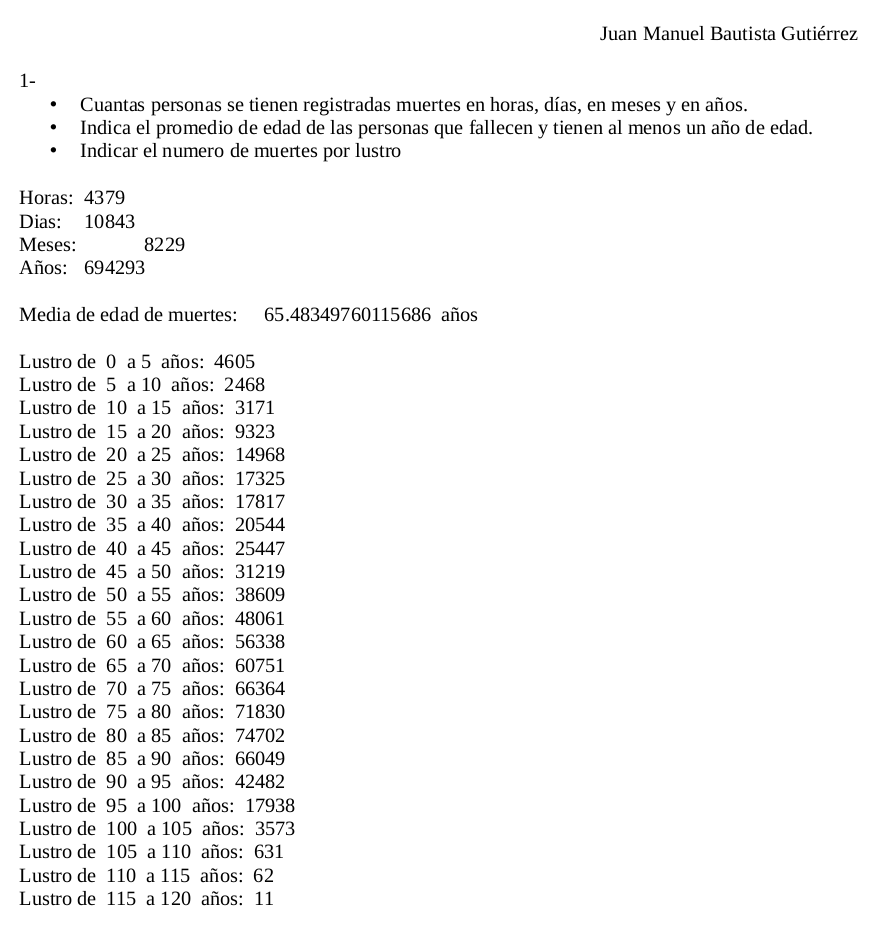 Juan Manuel Bautista Gutiérrez
1-
• Cuantas personas se tienen registradas muertes en horas, días, en meses y en años.
• Indica el promedio de edad de las personas que fallecen y tienen al menos un año de edad.
• Indicar el numero de muertes por lustro
Horas: 4379
Dias: 10843
Meses: 8229
Años: 694293
Media de edad de muertes: 65.48349760115686 años
Lustro de 0 a 5 años: 4605
Lustro de 5 a 10 años: 2468
Lustro de 10 a 15 años: 3171
Lustro de 15 a 20 años: 9323
Lustro de 20 a 25 años: 14968
Lustro de 25 a 30 años: 17325
Lustro de 30 a 35 años: 17817
Lustro de 35 a 40 años: 20544
Lustro de 40 a 45 años: 25447
Lustro de 45 a 50 años: 31219
Lustro de 50 a 55 años: 38609
Lustro de 55 a 60 años: 48061
Lustro de 60 a 65 años: 56338
Lustro de 65 a 70 años: 60751
Lustro de 70 a 75 años: 66364
Lustro de 75 a 80 años: 71830
Lustro de 80 a 85 años: 74702
Lustro de 85 a 90 años: 66049
Lustro de 90 a 95 años: 42482
Lustro de 95 a 100 años: 17938
Lustro de 100 a 105 años: 3573
Lustro de 105 a 110 años: 631
Lustro de 110 a 115 años: 62
Lustro de 115 a 120 años: 11